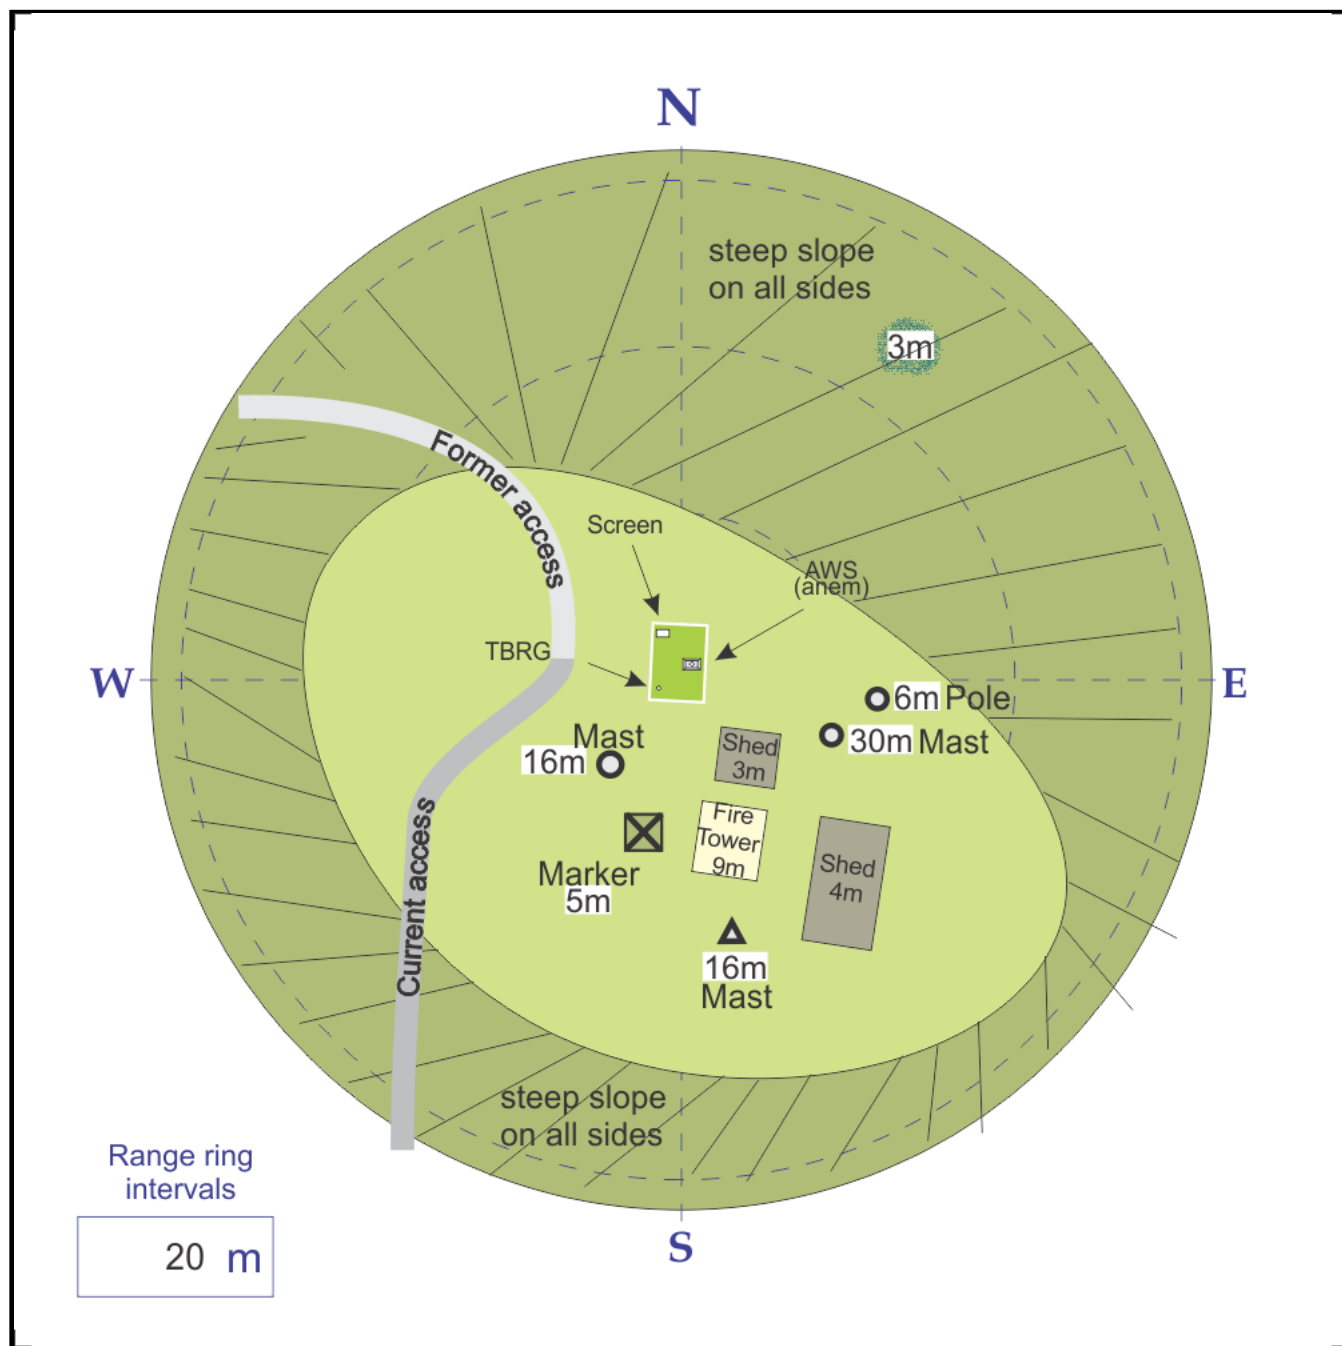 N
steep slope
on all sides
3m
Former access
Screen
AWS
(anem)
TBRG
W
E
6m Pole
30m Mast
Mast
16m
Shed
3m
Fire
Tower
9m
Shed
4m
Marker
5m
Current access
16m
Mast
steep slope
on all sides
Range ring
intervals
20 m
S